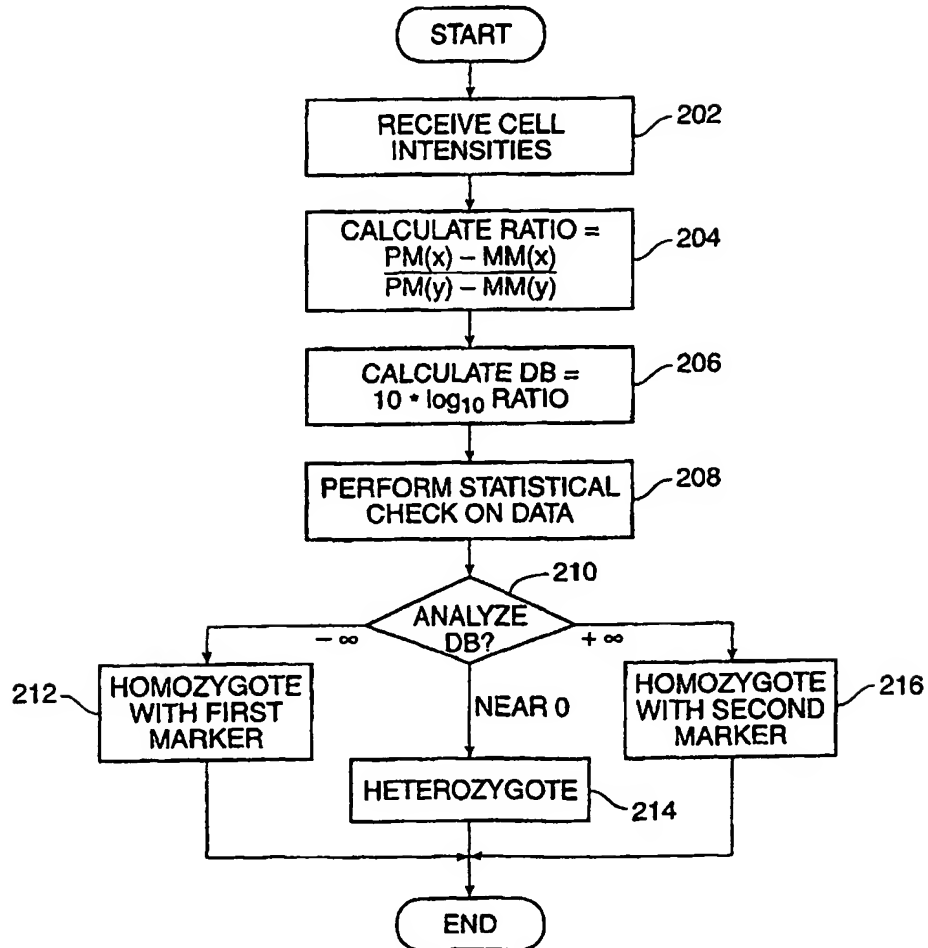 START
RECEIVE CELL
INTENSITIES
202
CALCULATE RATIO =
PM(x) – MM(x)
PM(y) – MM(y)
204
CALCULATE DB =
10 * log10 RATIO
206
PERFORM STATISTICAL
CHECK ON DATA
208
210
ANALYZE
DB?
– ∞
+ ∞
NEAR 0
212
HOMOZYGOTE
WITH FIRST
MARKER
HOMOZYGOTE
WITH SECOND
MARKER
216
HETEROZYGOTE
214
END